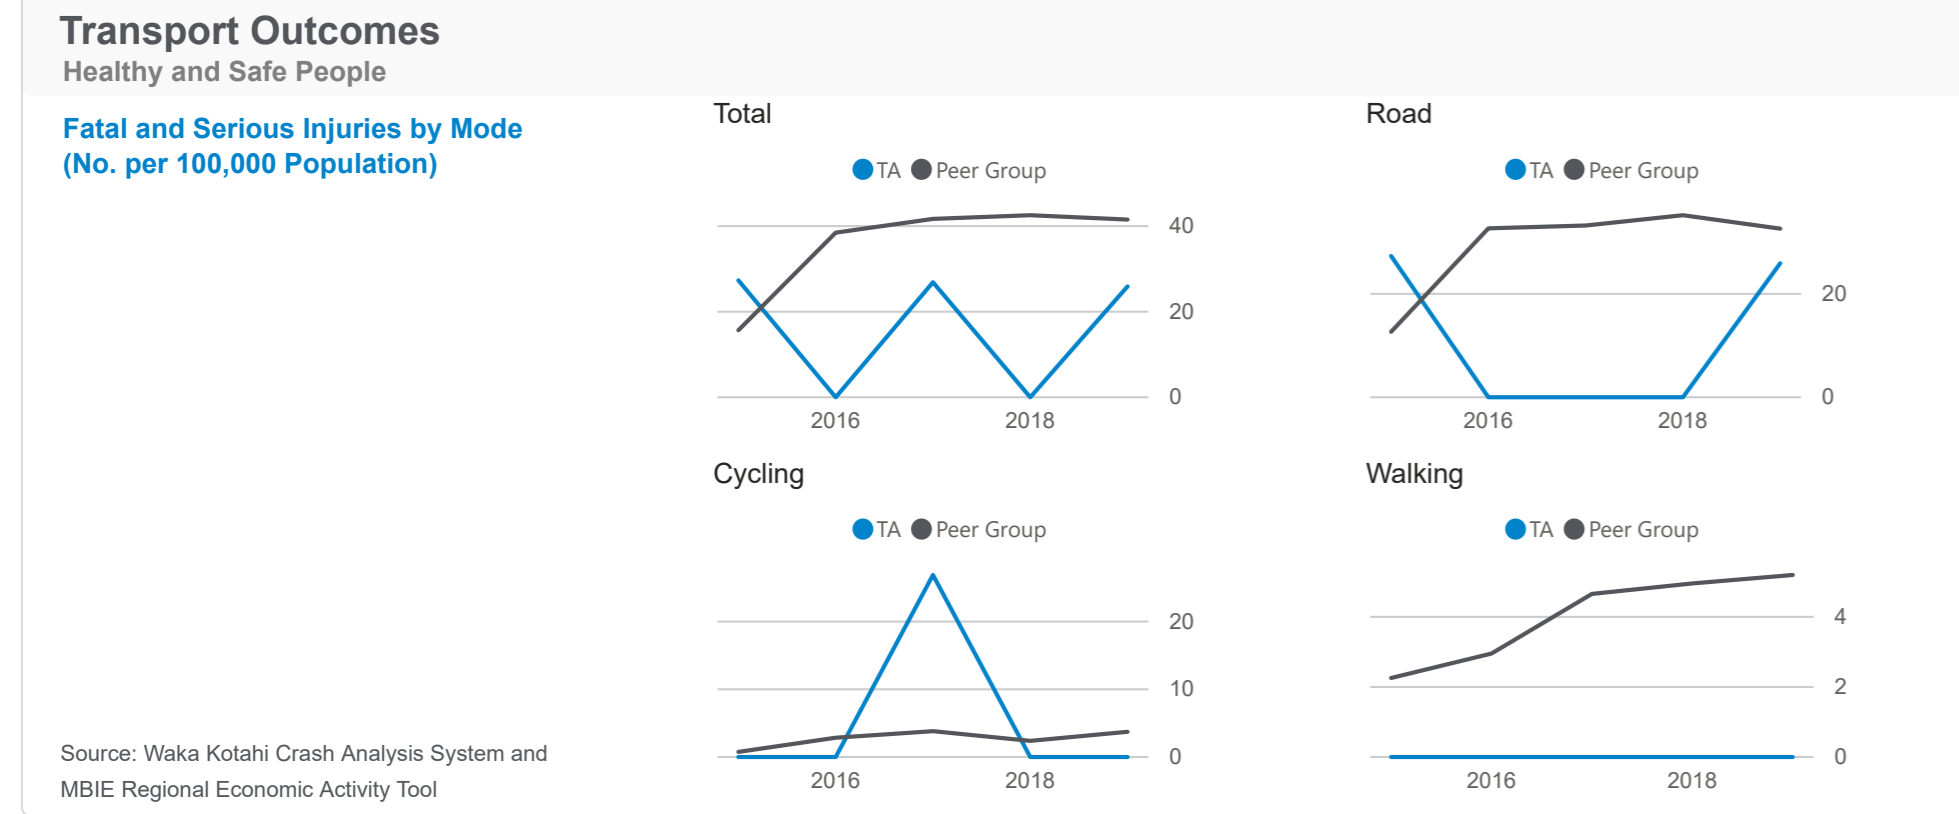 Transport Outcomes
Healthy and Safe People
Fatal and Serious Injuries by Mode
(No. per 100,000 Population)
Total
TA Peer Group
40
20
0
2016 2018
Road
TA Peer Group
20
0
2016 2018
Cycling
TA Peer Group
20
10
0
2016 2018
Walking
TA Peer Group
4
2
0
2016 2018
Source: Waka Kotahi Crash Analysis System and
MBIE Regional Economic Activity Tool